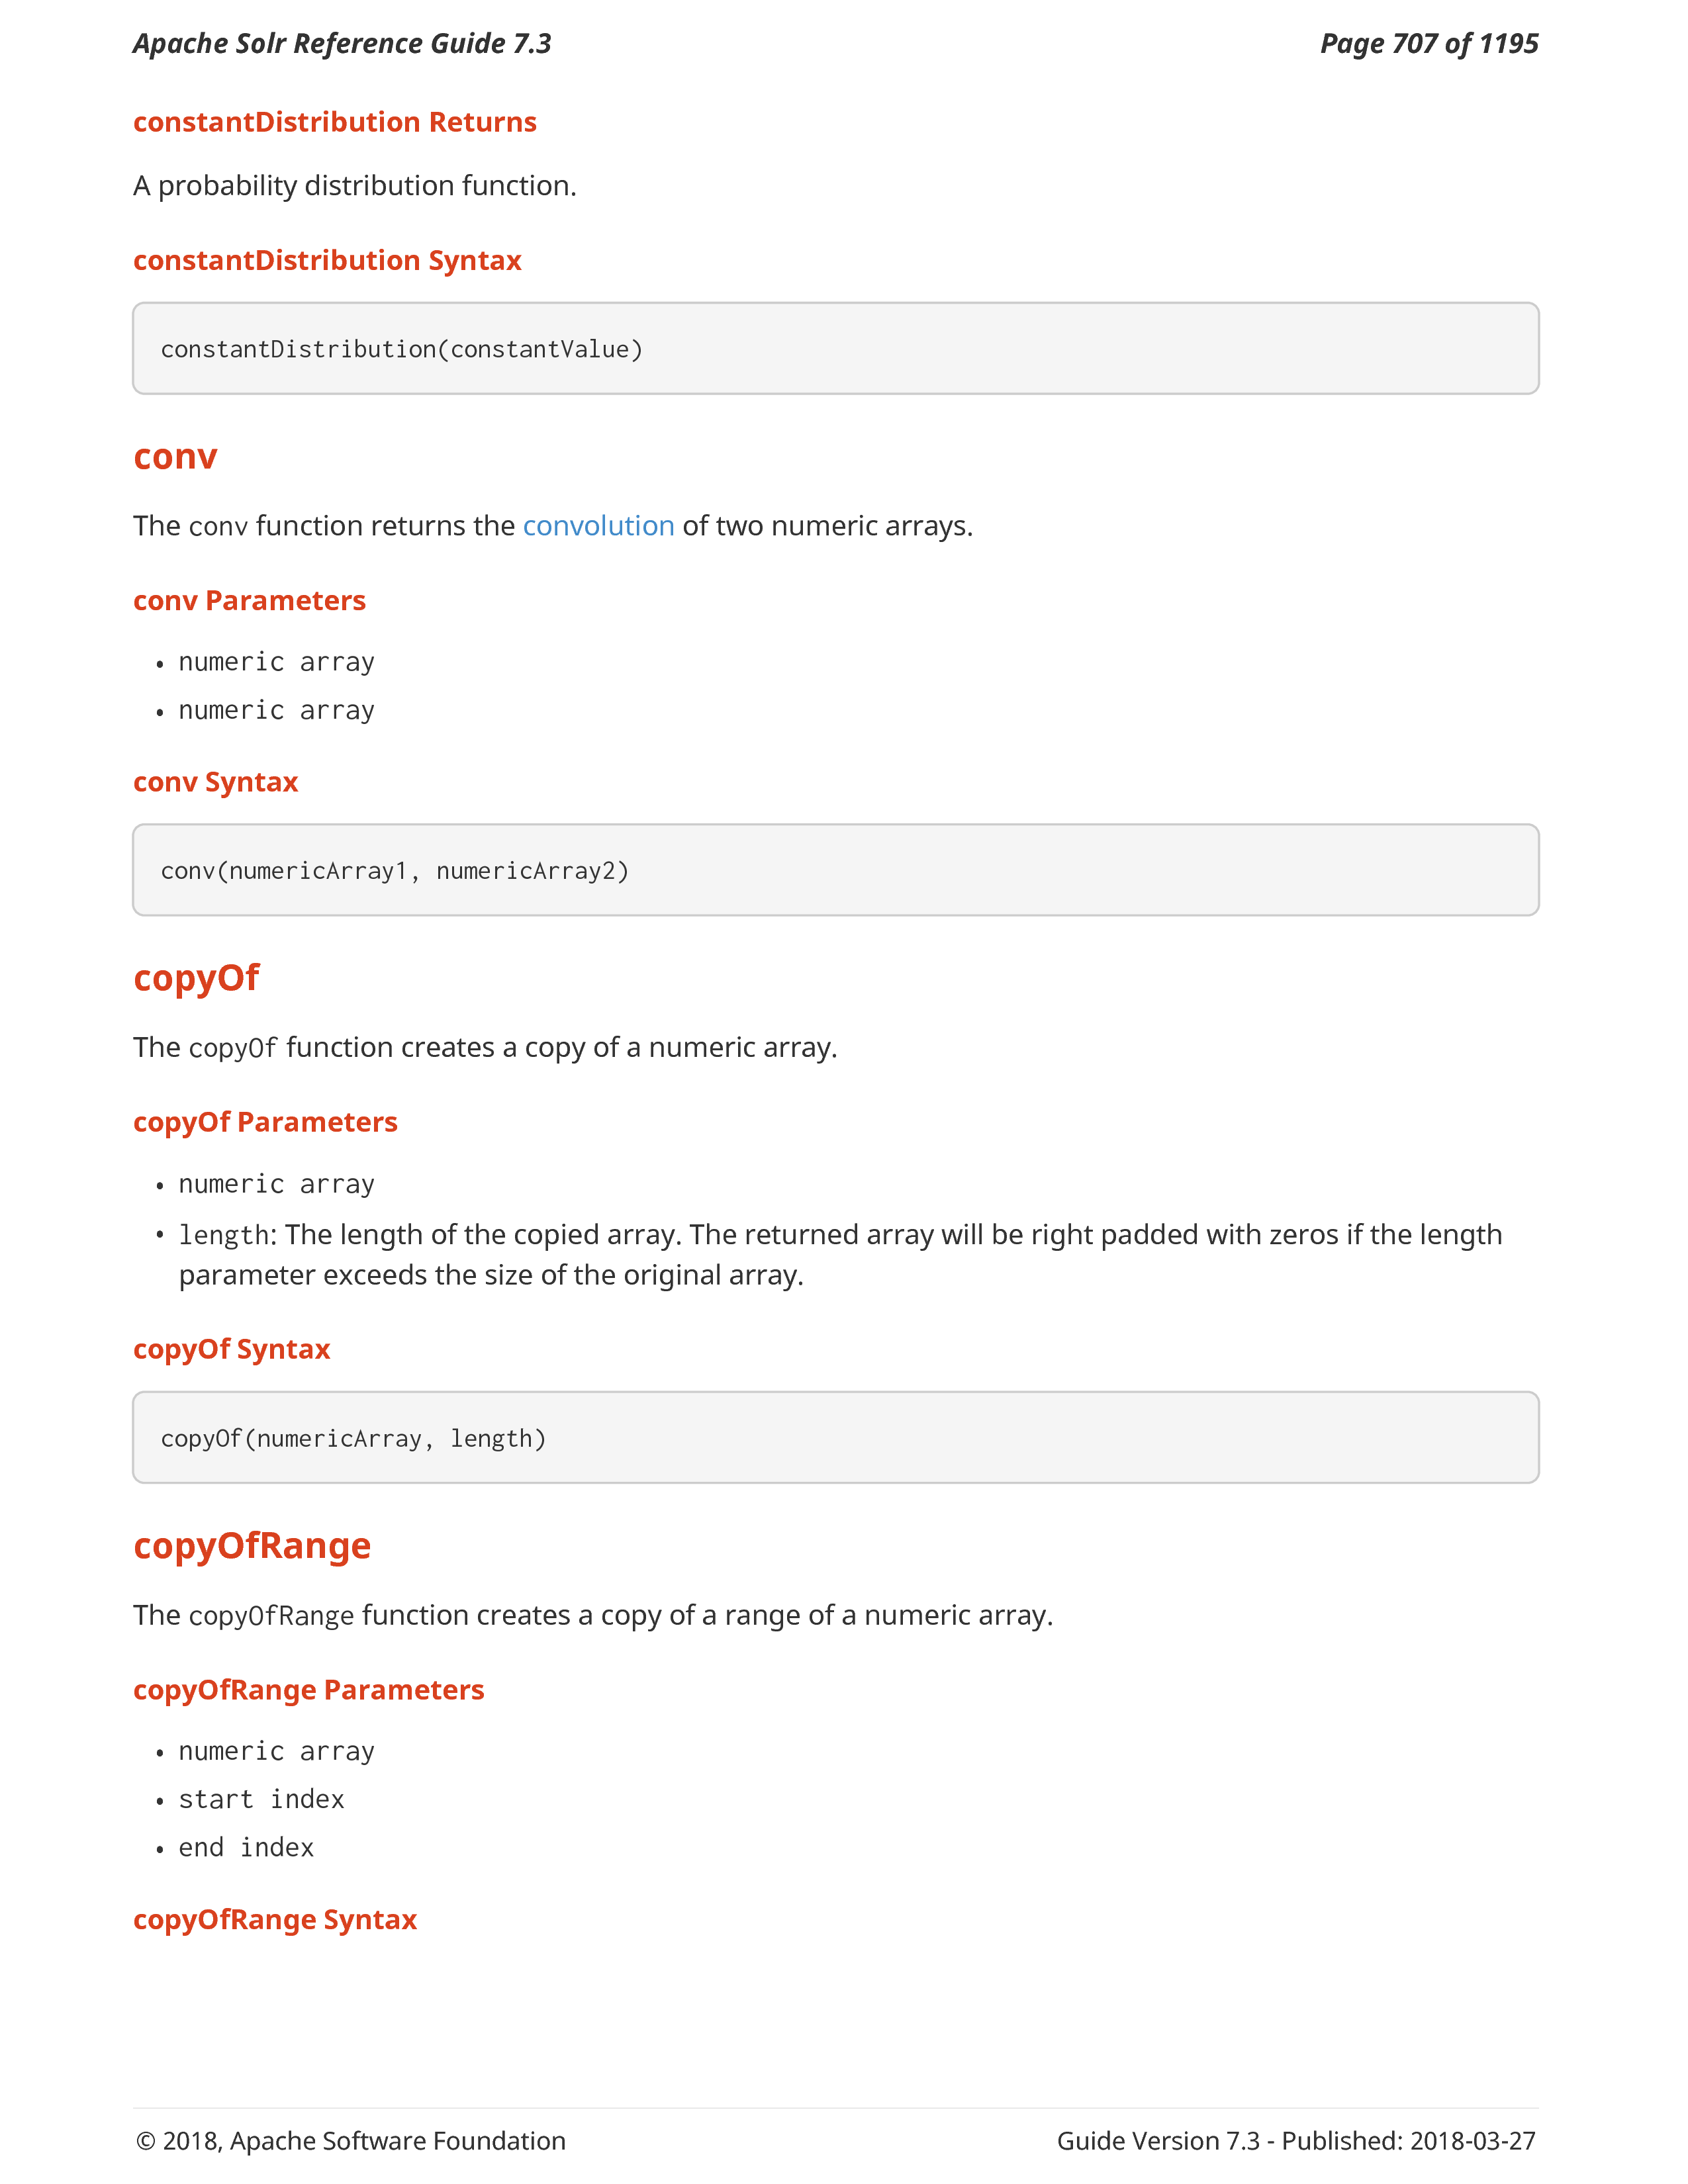 Apache Solr Reference Guide 7.3
Page 707 of 1195
constantDistribution Returns
A probability distribution function.
constantDistribution Syntax
constantDistribution(constantValue)
conv
The conv function returns the convolution of two numeric arrays.
conv Parameters
• numeric array
• numeric array
conv Syntax
conv(numericArray1, numericArray2)
copyOf
The copyOf function creates a copy of a numeric array.
copyOf Parameters
• numeric array
• length: The length of the copied array. The returned array will be right padded with zeros if the length
parameter exceeds the size of the original array.
copyOf Syntax
copyOf(numericArray, length)
copyOfRange
The copyOfRange function creates a copy of a range of a numeric array.
copyOfRange Parameters
• numeric array
• start index
• end index
copyOfRange Syntax
© 2018, Apache Software Foundation
Guide Version 7.3 - Published: 2018-03-27